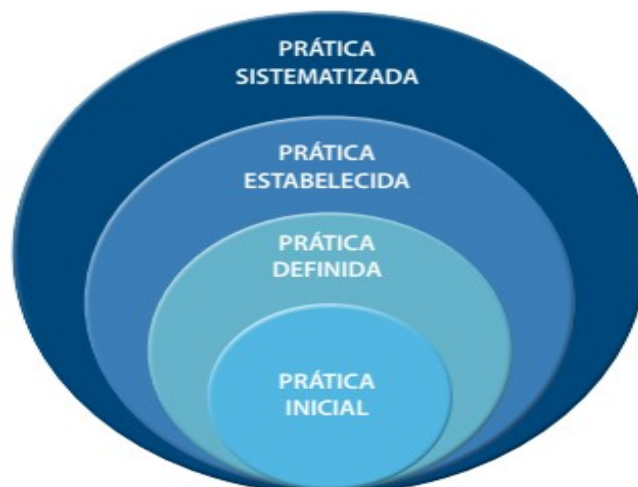 PRÁTICA
SISTEMATIZADA
PRÁTICA
ESTABELECIDA
PRÁTICA
DEFINIDA
PRÁTICA
INICIAL